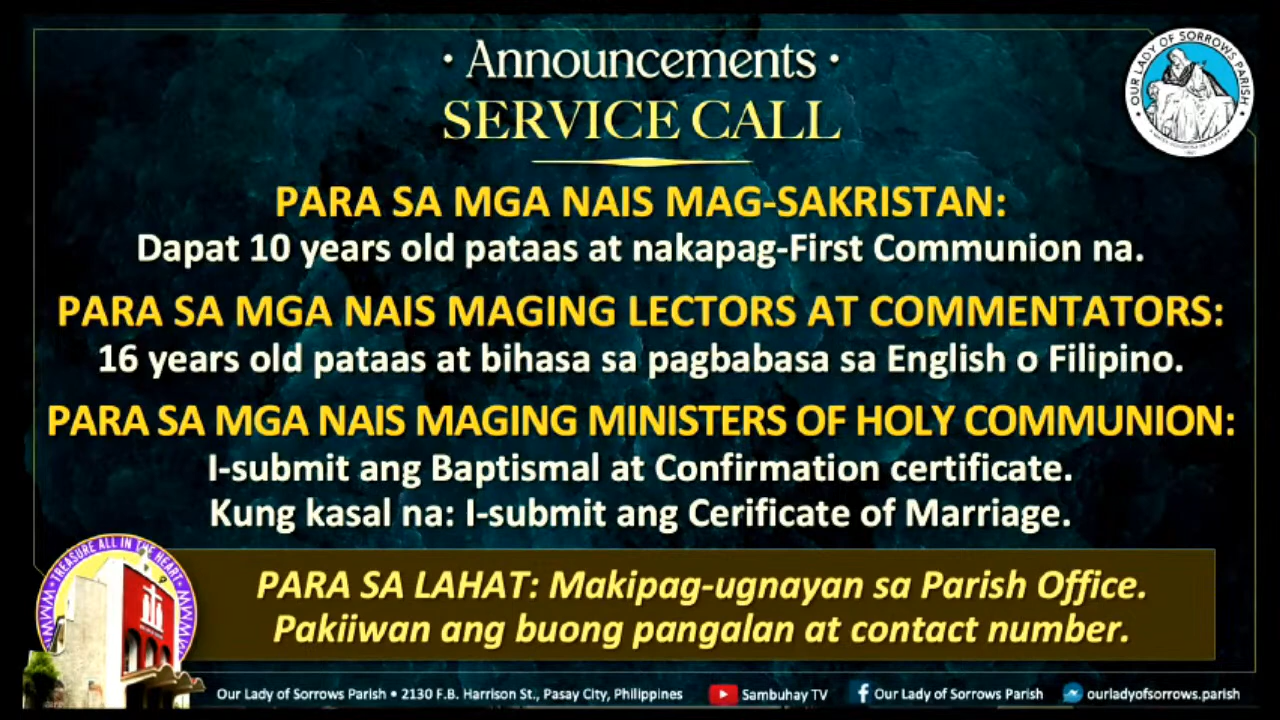 • Announcements •
SERVICE CALL
OUR LADY OF SORROWS PARISH
PARA SA MGA NAIS MAG-SAKRISTAN:
Dapat 10 years old pataas at nakapag-First Communion na.
PARA SA MGA NAIS MAGING LECTORS AT COMMENTATORS:
16 years old pataas at bihasa sa pagbabasa sa English o Filipino.
PARA SA MGA NAIS MAGING MINISTERS OF HOLY COMMUNION:
I-submit ang Baptismal at Confirmation certificate.
Kung kasal na: I-submit ang Cerificate of Marriage.
TREASURE ALL IN THE HEART
PARA SA LAHAT: Makipag-ugnayan sa Parish Office.
Pakiiwan ang buong pangalan at contact number.
Our Lady of Sorrows Parish • 2130 F.B. Harrison St., Pasay City, Philippines Sambuhay TV Our Lady of Sorrows Parish ourladyofsorrows.parish